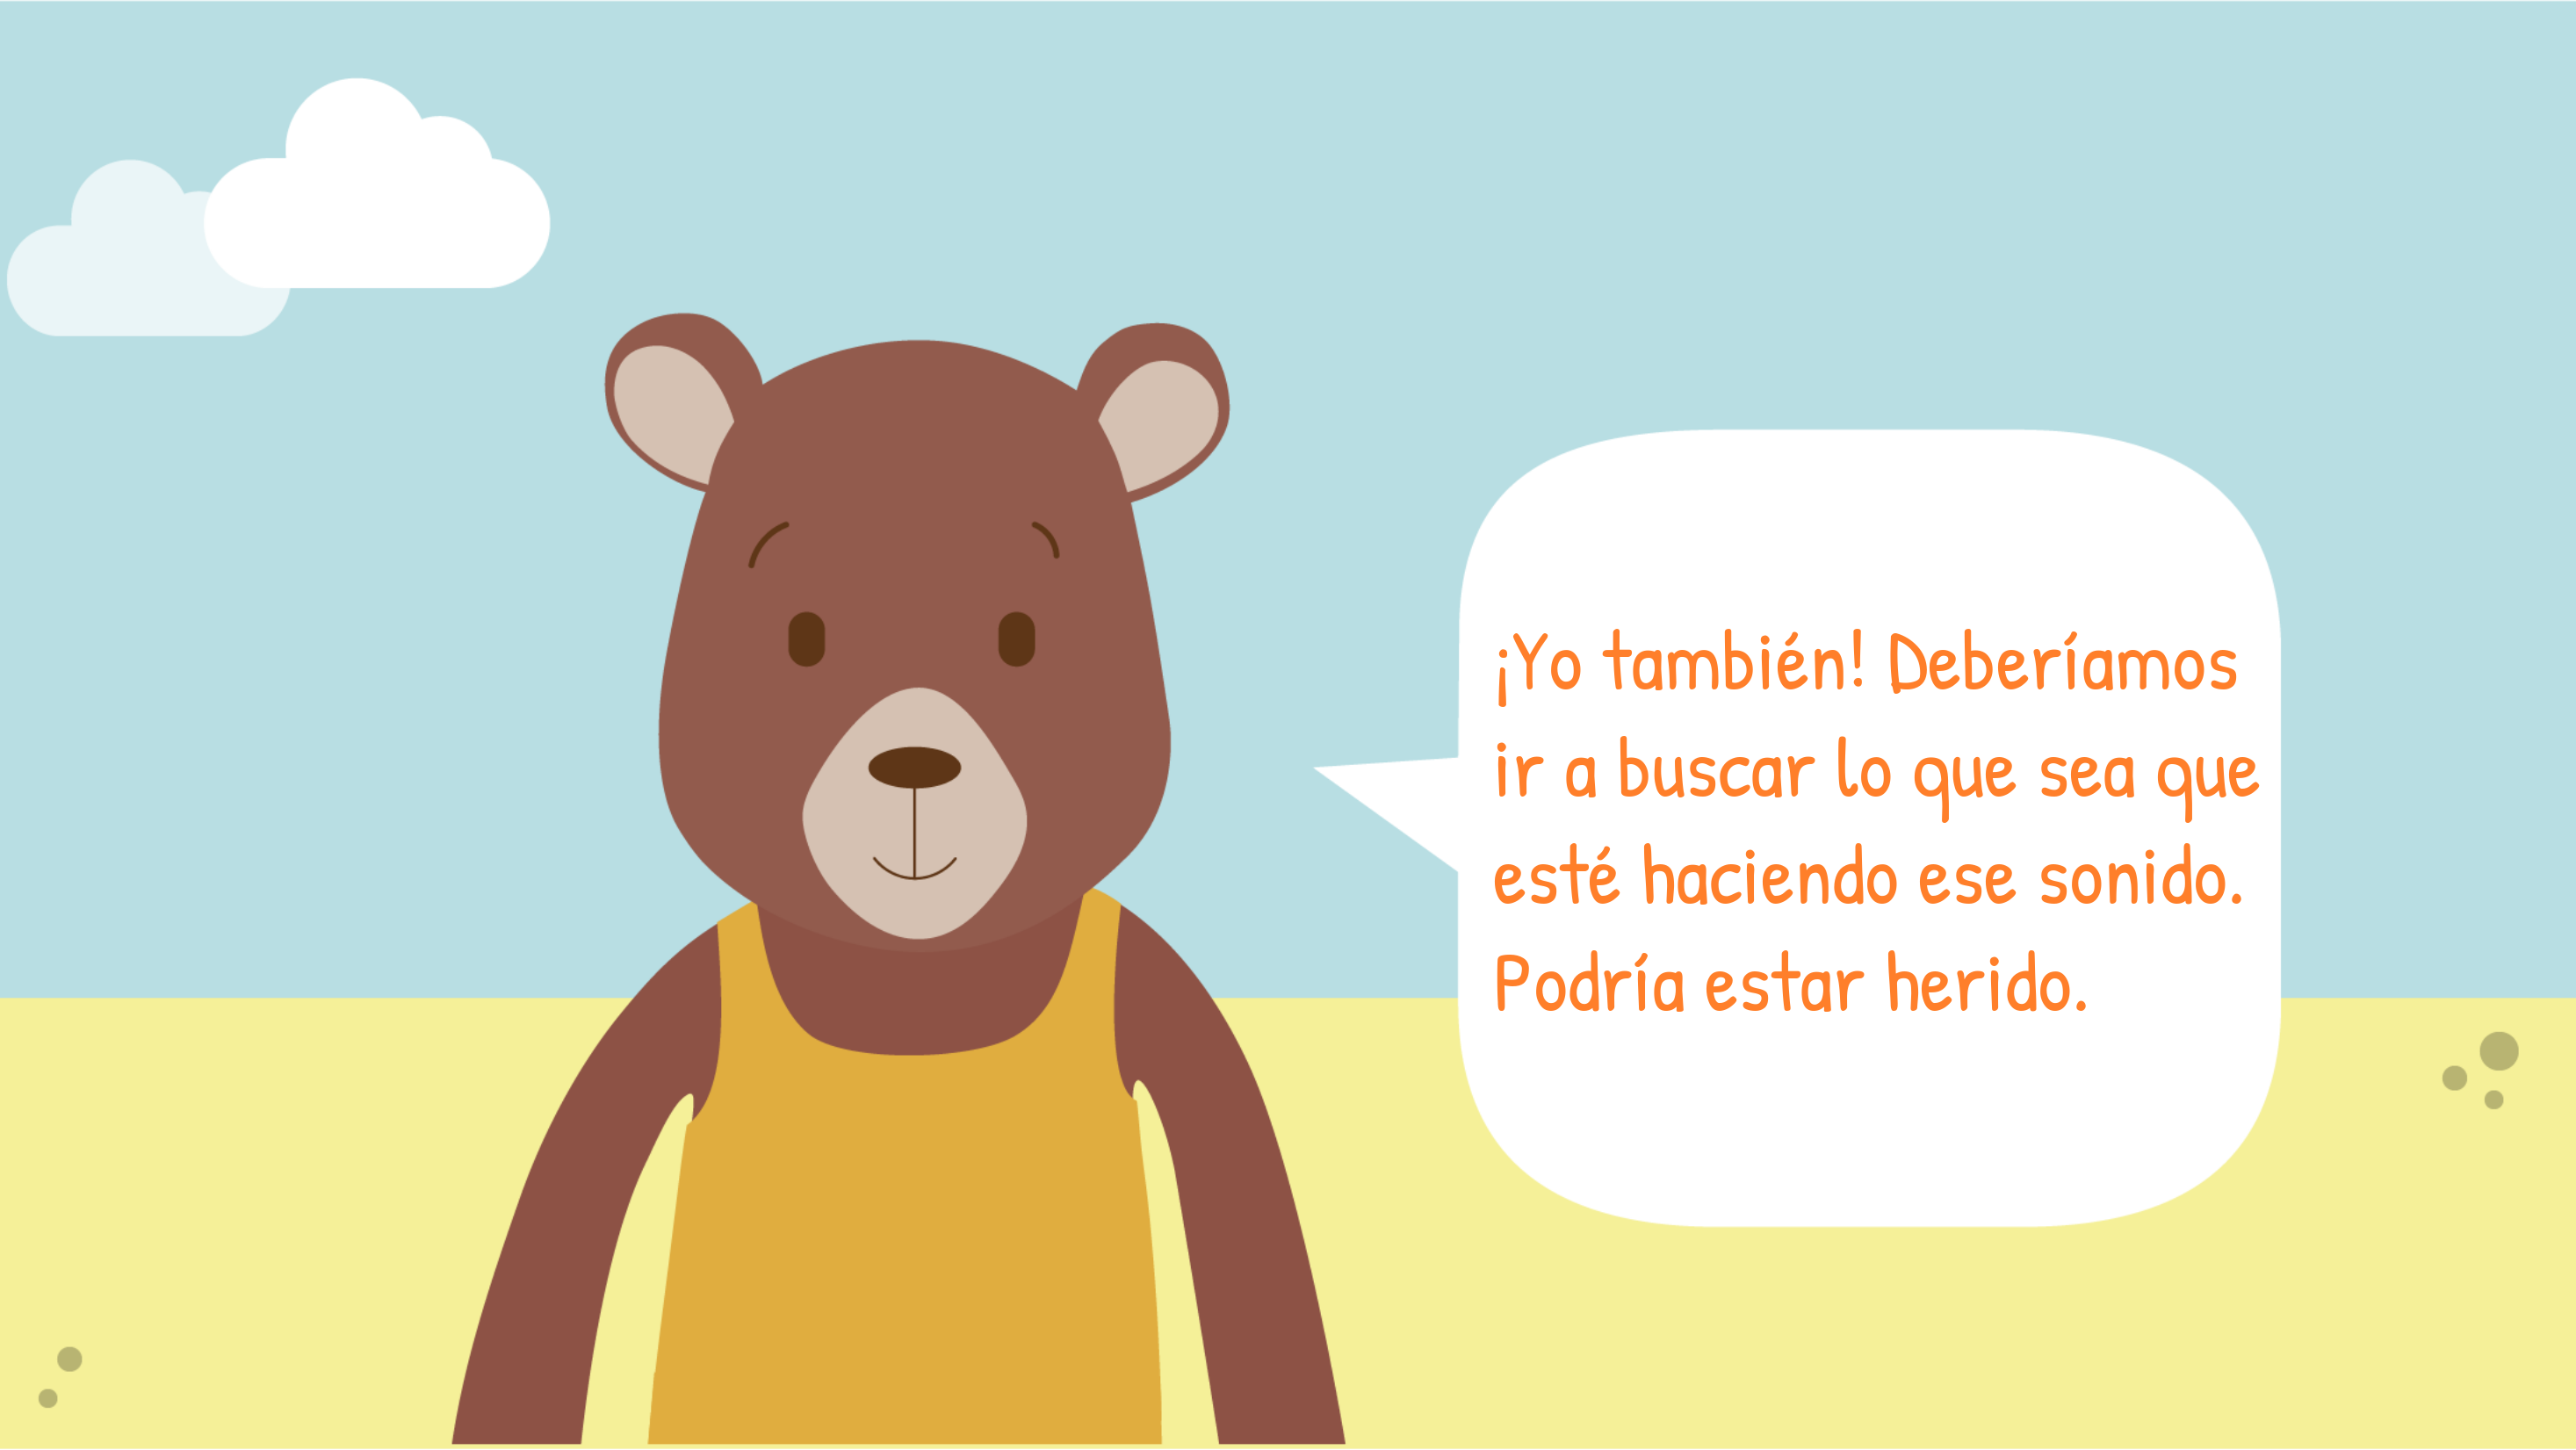 ¡Yo también! Deberíamos
ir a buscar lo que sea que
esté haciendo ese sonido.
Podría estar herido.